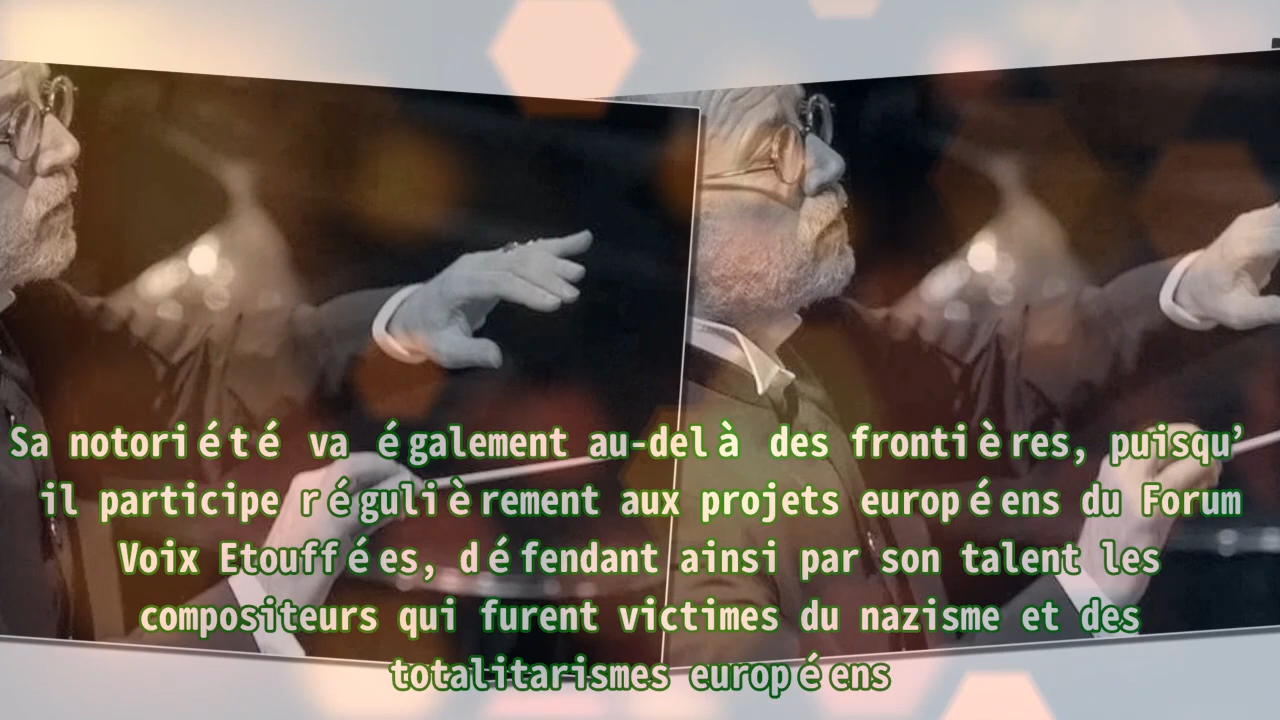 Sa notoriété va également au-delà des frontières, puisqu’
il participe régulièrement aux projets européens du Forum
Voix Etouffées, défendant ainsi par son talent les
compositeurs qui furent victimes du nazisme et des
totalitarismes européens